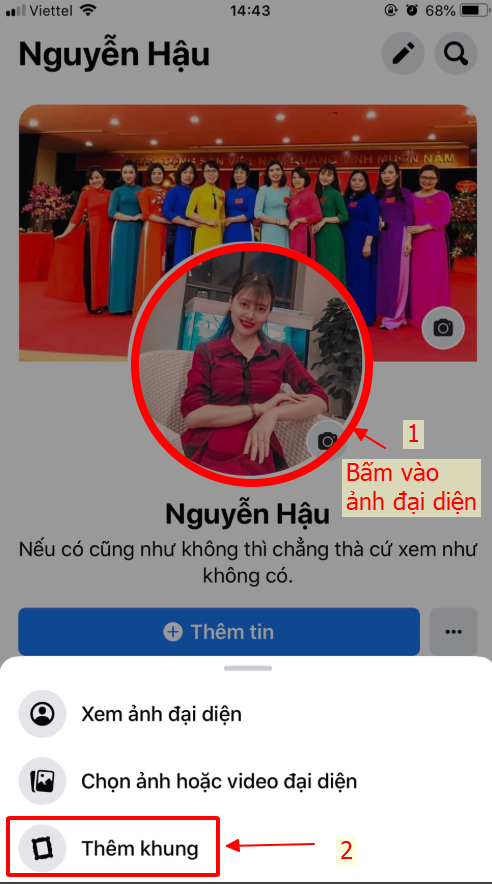 Viettel 14:43 68%
Nguyễn Hậu
1
Bấm vào
ảnh đại diện
Nguyễn Hậu
Nếu có cũng như không thì chẳng thà cứ xem như
không có.
Thêm tin
Xem ảnh đại diện
Chọn ảnh hoặc video đại diện
Thêm khung
2